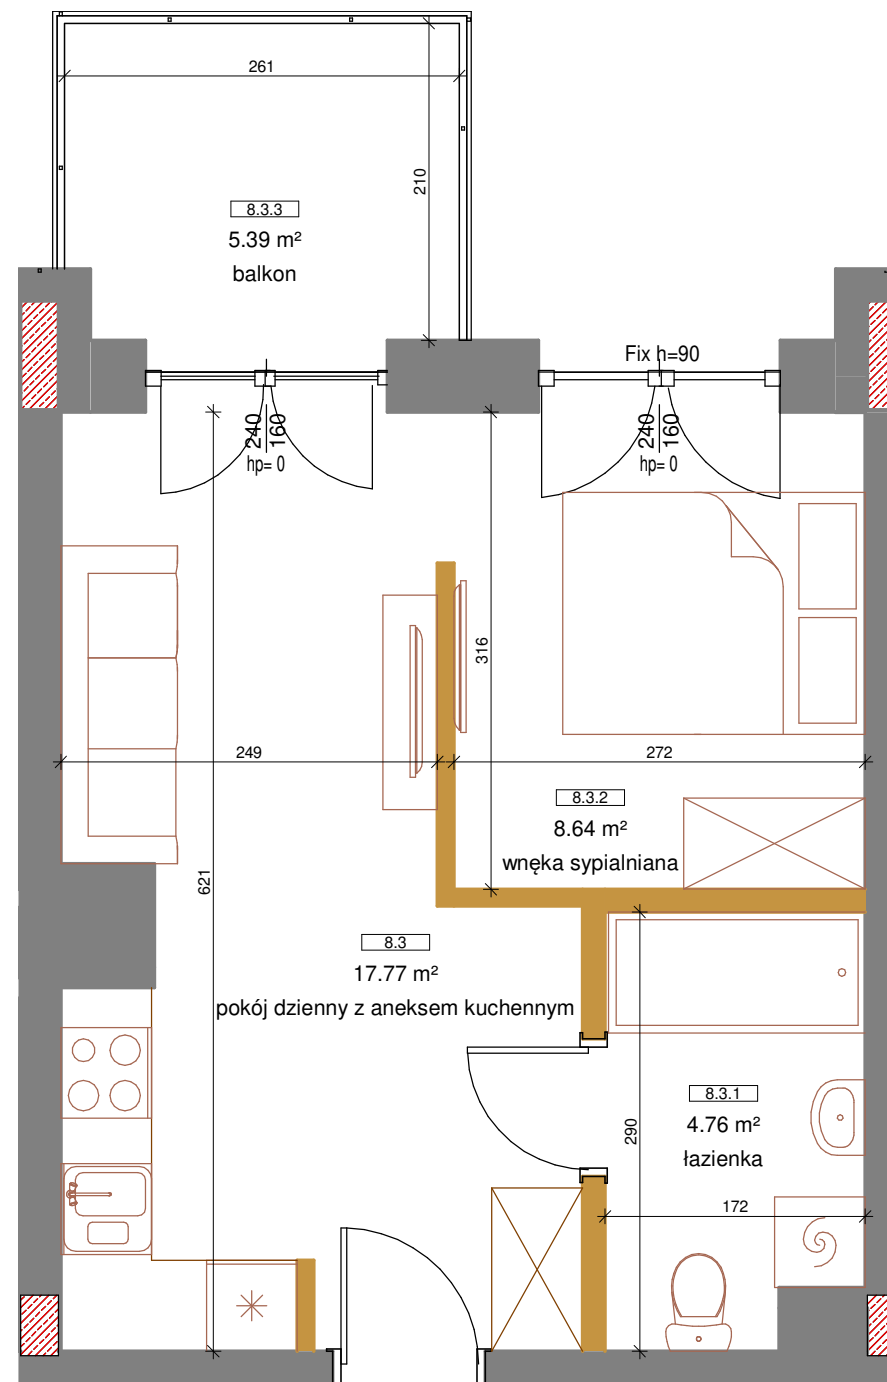 261
210
8.3.3
5.39 m²
balkon
Fix h=90
240
160
hp= 0
240
160
hp= 0
316
249
272
8.3.2
8.64 m²
wnęka sypialniana
621
8.3
17.77 m²
pokój dzienny z aneksem kuchennym
8.3.1
4.76 m²
łazienka
290
172